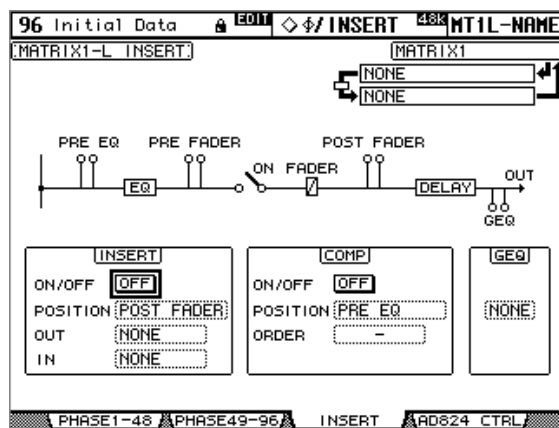 96 Initial Data EDIT ◇ Φ/ INSERT 48K MT1L-NAME
MATRIX1-L INSERT
MATRIX1
NONE
NONE
PRE EQ PRE FADER POST FADER
ON FADER OUT
EQ DELAY
GEQ
INSERT
ON/OFF OFF
POSITION POST FADER
OUT NONE
IN NONE
COMP
ON/OFF OFF
POSITION PRE EQ
ORDER -
GEQ
NONE
PHASE1-48 PHASE49-96 INSERT AD824 CTRL